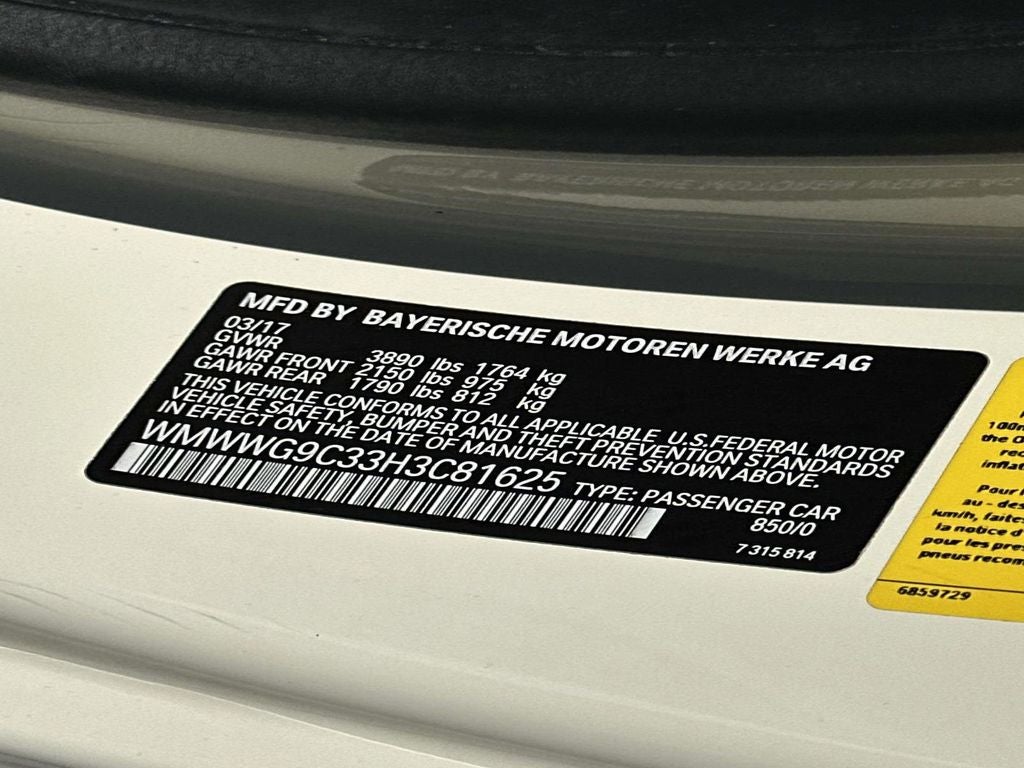 MFD BY BAYERISCHE MOTOREN WERKE AG
03/17
GVWR 3890 lbs 1764 kg
GAWR FRONT 2150 lbs 975 kg
GAWR REAR 1790 lbs 812 kg
THIS VEHICLE CONFORMS TO ALL APPLICABLE U.S.FEDERAL MOTOR
VEHICLE SAFETY, BUMPER AND THEFT PREVENTION STANDARDS
IN EFFECT ON THE DATE OF MANUFACTURE SHOWN ABOVE.
WMWWG9C33H3C81625 TYPE: PASSENGER CAR
850/0
7 315 814
the
Pour
au - des
km/h, faites
la notice d'
pour les
pneus
6859729